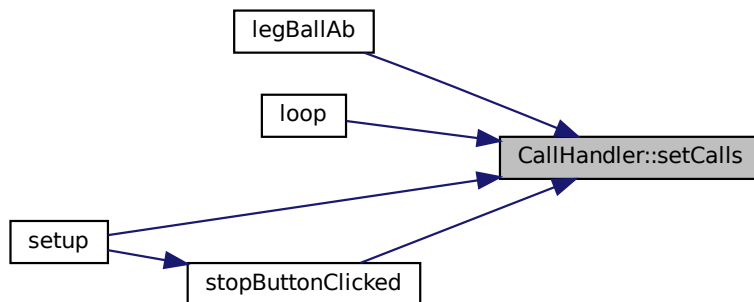 legBallAb
loop
CallHandler::setCalls
setup
stopButtonClicked